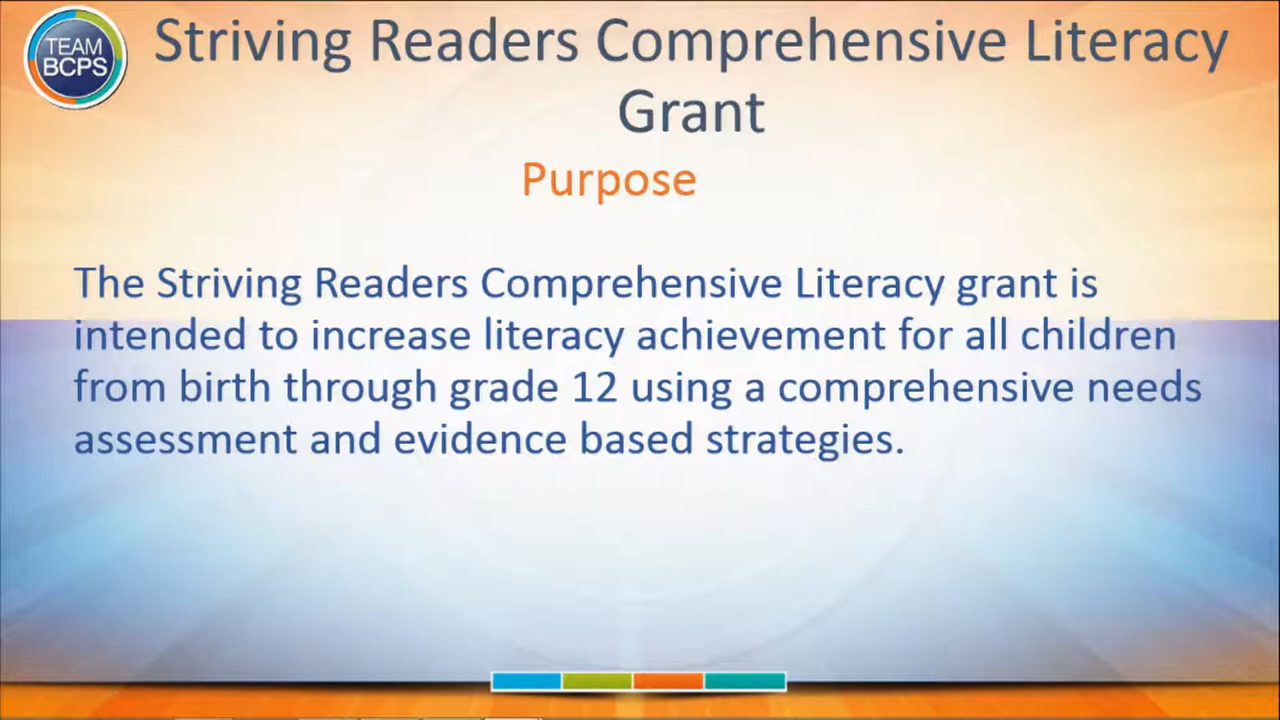 TEAM
BCPS
Striving Readers Comprehensive Literacy
Grant
Purpose
The Striving Readers Comprehensive Literacy grant is
intended to increase literacy achievement for all children
from birth through grade 12 using a comprehensive needs
assessment and evidence based strategies.